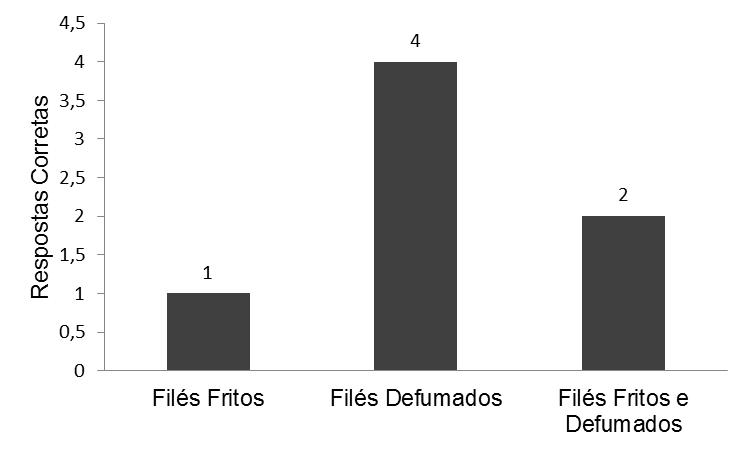 4,5
4
3,5
3
2,5
2
1,5
1
0,5
0
Respostas Corretas
1
4
2
Filés Fritos
Filés Defumados
Filés Fritos e
Defumados